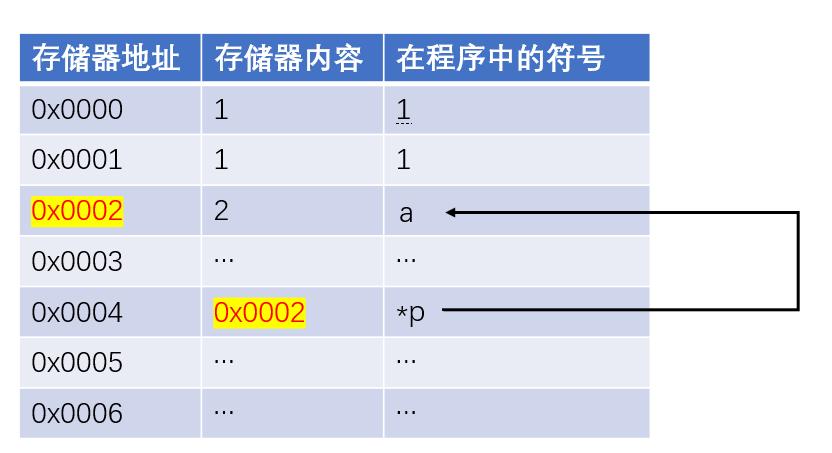 存储器地址 存储器内容 在程序中的符号
0x0000 1 1
0x0001 1 1
0x0002 2 a
0x0003 … …
0x0004 0x0002 *p
0x0005 … …
0x0006 … …